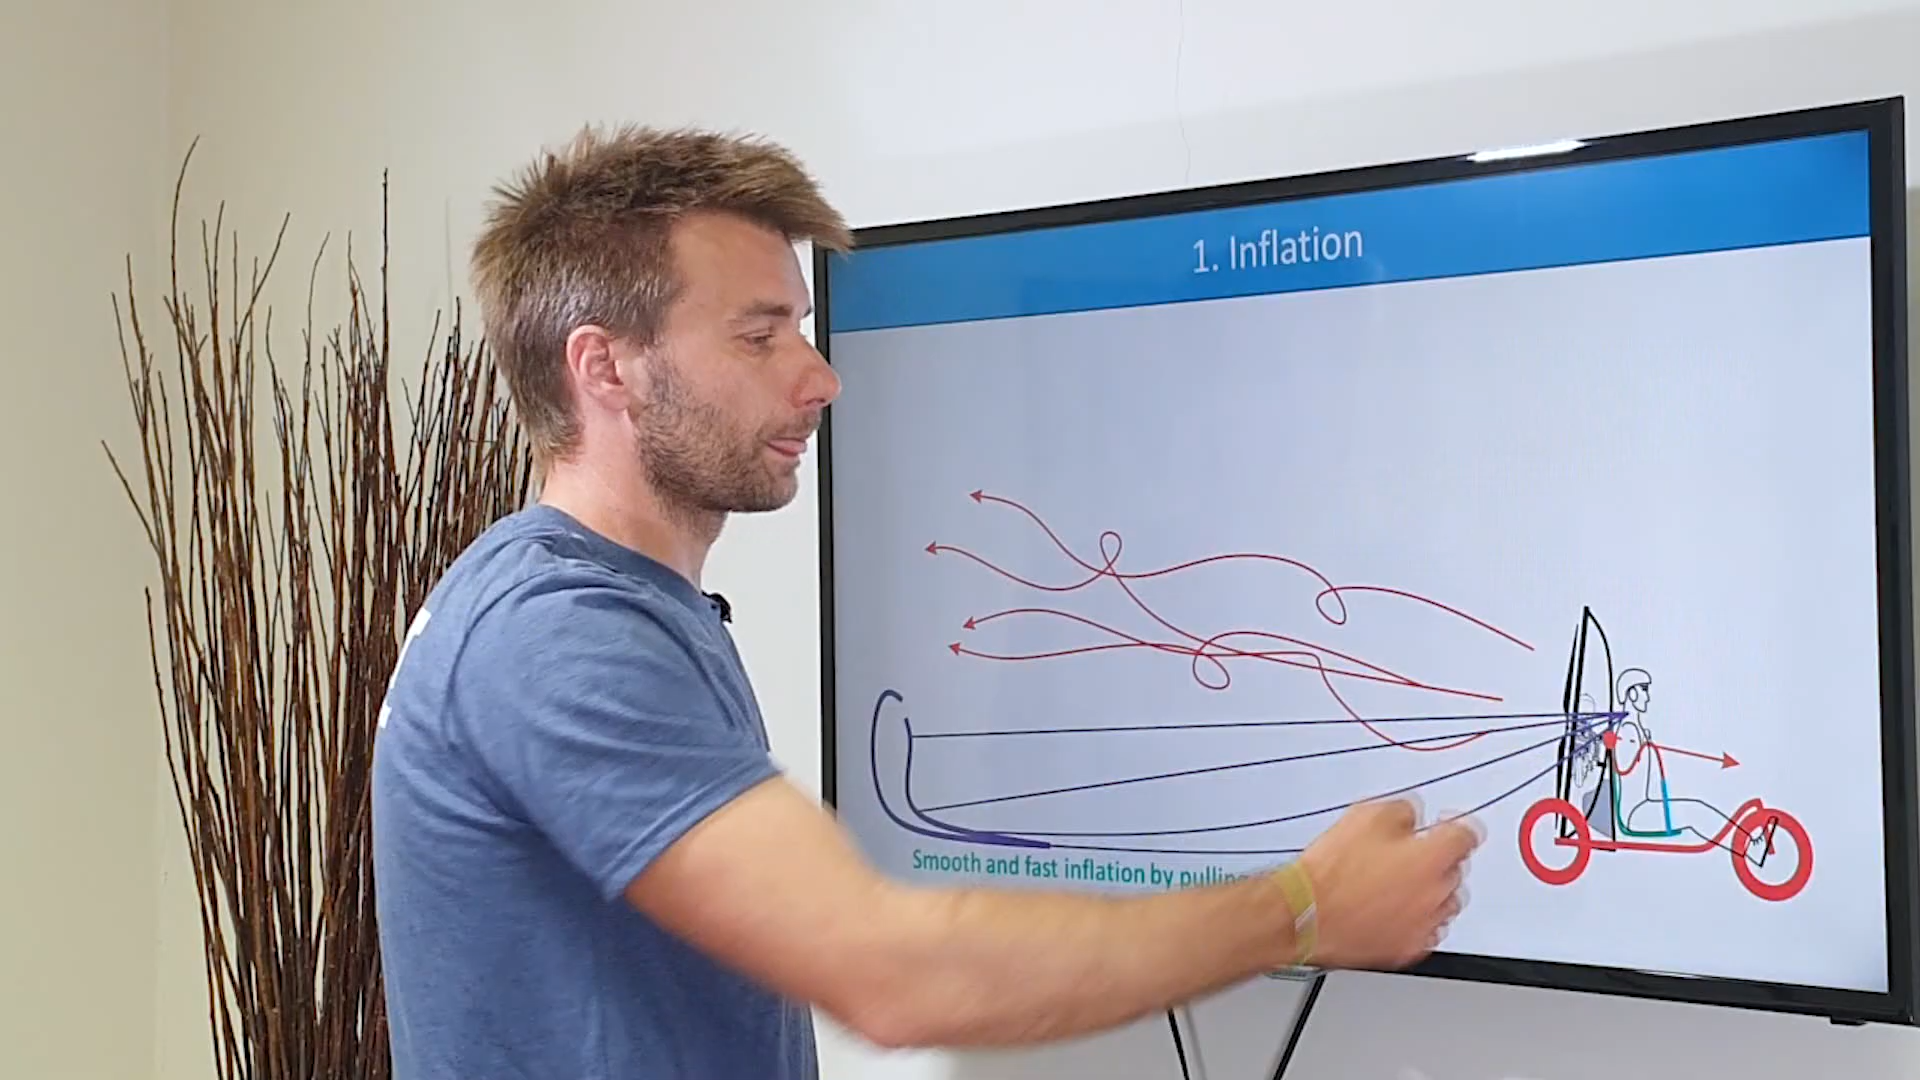 1. Inflation
Smooth and fast inflation by pulling